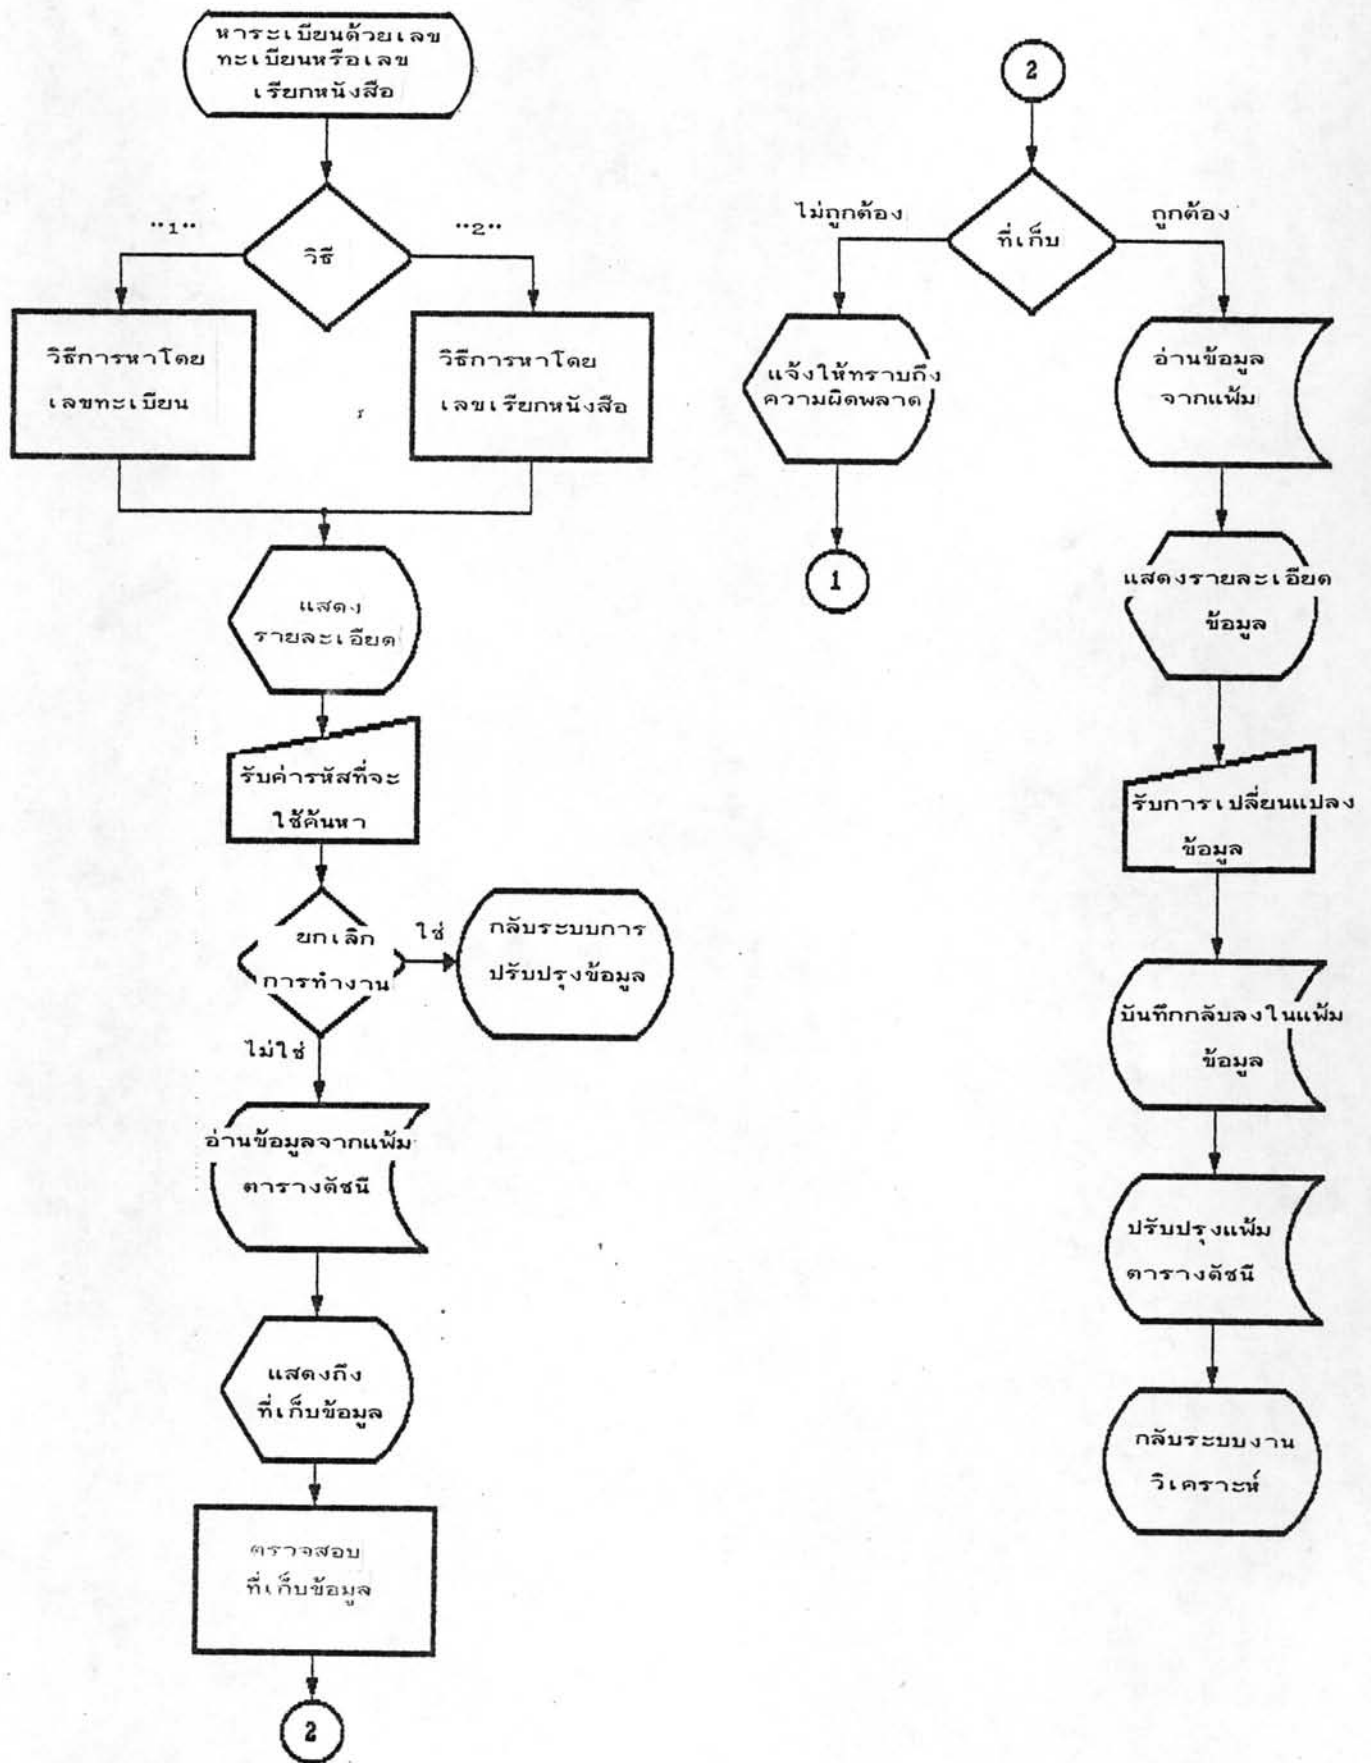 หาระเบียนด้วยเลข
ทะเบียนหรือเลข
เรียกหนังสือ
"1"
"2"
วิธี
วิธีการหาโดย
เลขทะเบียน
วิธีการหาโดย
เลขเรียกหนังสือ
แสดง
รายละเอียด
รับค่ารหัสที่จะ
ใช้ค้นหา
ยกเลิก
การทำงาน
ใช่
กลับระบบการ
ปรับปรุงข้อมูล
ไม่ใช่
อ่านข้อมูลจากแฟ้ม
ตารางดัชนี
แสดงถึง
ที่เก็บข้อมูล
ตรวจสอบ
ที่เก็บข้อมูล
2
2
ไม่ถูกต้อง
ที่เก็บ
ถูกต้อง
แจ้งให้ทราบถึง
ความผิดพลาด
1
อ่านข้อมูล
จากแฟ้ม
แสดงรายละเอียด
ข้อมูล
รับการเปลี่ยนแปลง
ข้อมูล
บันทึกกลับลงในแฟ้ม
ข้อมูล
ปรับปรุงแฟ้ม
ตารางดัชนี
กลับระบบงาน
วิเคราะห์